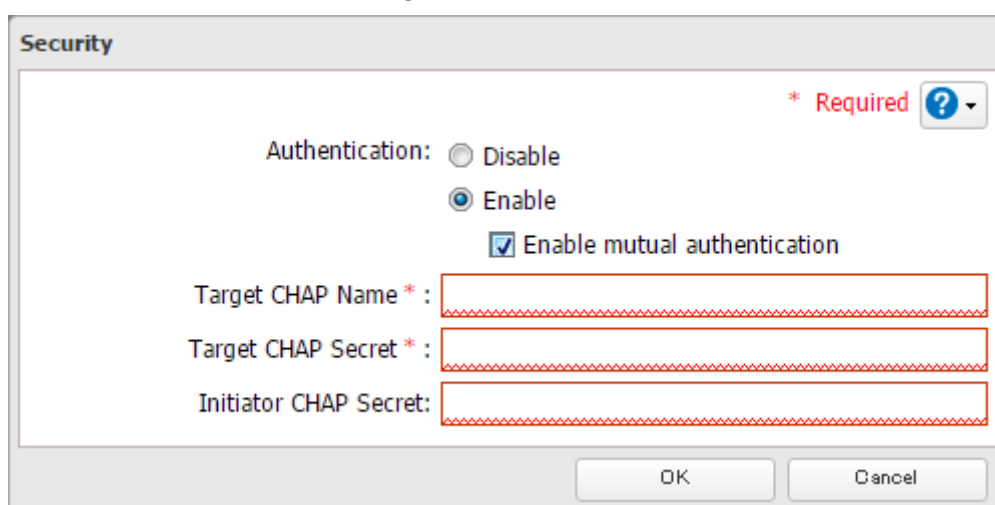 Security
* Required ?
Authentication: Disable
Enable
Enable mutual authentication
Target CHAP Name * :
Target CHAP Secret * :
Initiator CHAP Secret:
OK Cancel